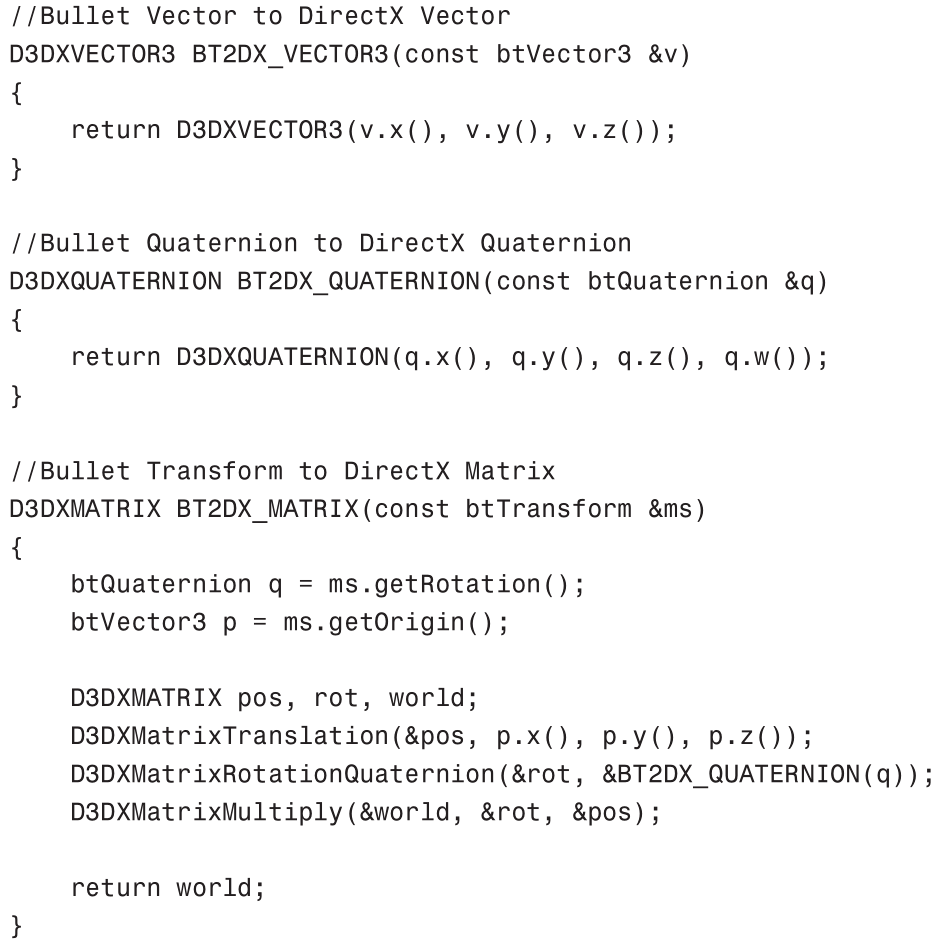 //Bullet Vector to DirectX Vector
D3DXVECTOR3 BT2DX_VECTOR3(const btVector3 &v)
{
    return D3DXVECTOR3(v.x(), v.y(), v.z());
}

//Bullet Quaternion to DirectX Quaternion
D3DXQUATERNION BT2DX_QUATERNION(const btQuaternion &q)
{
    return D3DXQUATERNION(q.x(), q.y(), q.z(), q.w());
}

//Bullet Transform to DirectX Matrix
D3DXMATRIX BT2DX_MATRIX(const btTransform &ms)
{
    btQuaternion q = ms.getRotation();
    btVector3 p = ms.getOrigin();

    D3DXMATRIX pos, rot, world;
    D3DXMatrixTranslation(&pos, p.x(), p.y(), p.z());
    D3DXMatrixRotationQuaternion(&rot, &BT2DX_QUATERNION(q));
    D3DXMatrixMultiply(&world, &rot, &pos);

    return world;
}